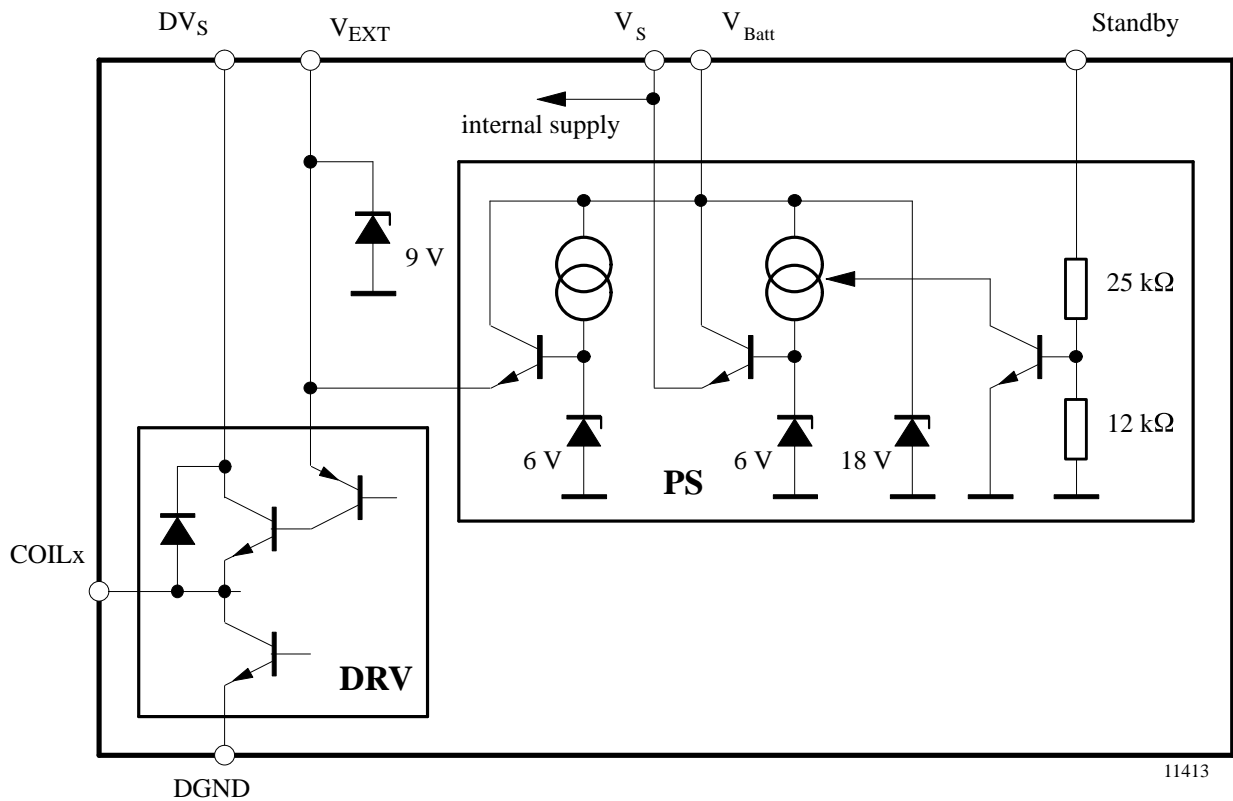 DVS
VEXT
VS
VBatt
Standby
internal supply
9 V
25 kΩ
12 kΩ
6 V
6 V
18 V
PS
COILx
DRV
DGND
11413